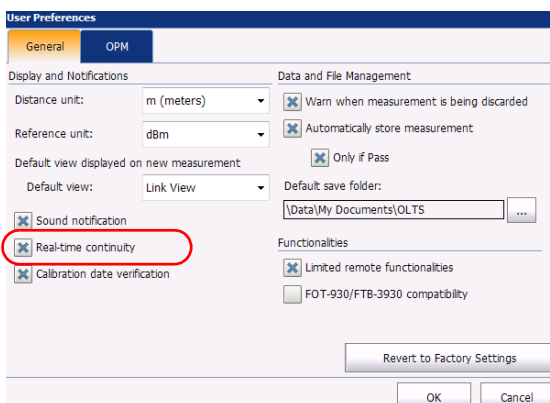 User Preferences
General
OPM
Display and Notifications
Distance unit:
m (meters)
Reference unit:
dBm
Default view displayed on new measurement
Default view:
Link View
Sound notification
Real-time continuity
Calibration date verification
Data and File Management
Warn when measurement is being discarded
Automatically store measurement
Only if Pass
Default save folder:
\Data\My Documents\OLTS
...
Functionalities
Limited remote functionalities
FOT-930/FTB-3930 compatibility
Revert to Factory Settings
OK
Cancel